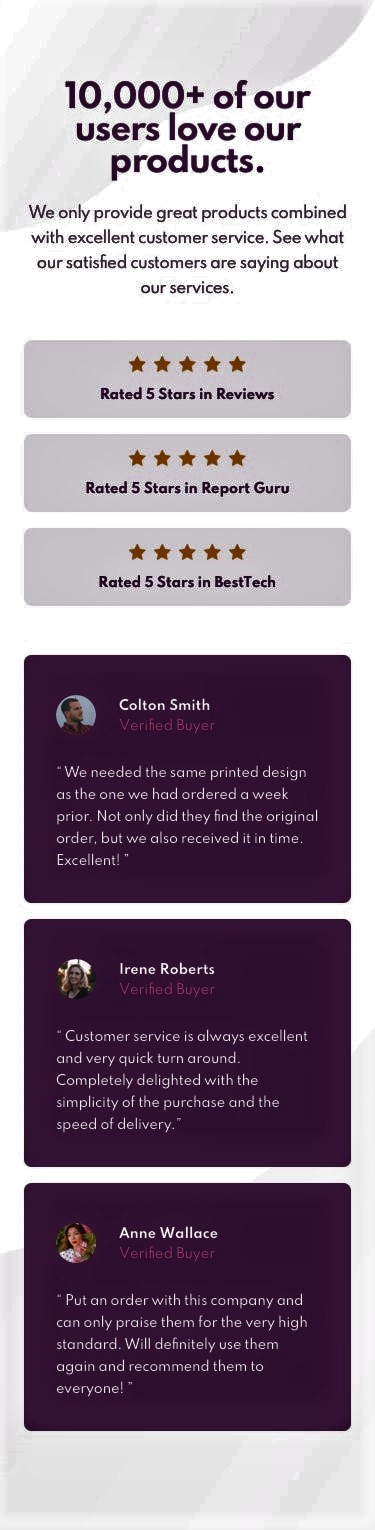 10,000+ of our
users love our
products.
We only provide great products combined
with excellent customer service. See what
our satisfied customers are saying about
our services.
Rated 5 Stars in Reviews
Rated 5 Stars in Report Guru
Rated 5 Stars in BestTech
Colton Smith
Verified Buyer
“ We needed the same printed design
as the one we had ordered a week
prior. Not only did they find the original
order, but we also received it in time.
Excellent! ”
Irene Roberts
Verified Buyer
“ Customer service is always excellent
and very quick turn around.
Completely delighted with the
simplicity of the purchase and the
speed of delivery.”
Anne Wallace
Verified Buyer
“ Put an order with this company and
can only praise them for the very high
standard. Will definitely use them
again and recommend them to
everyone! ”